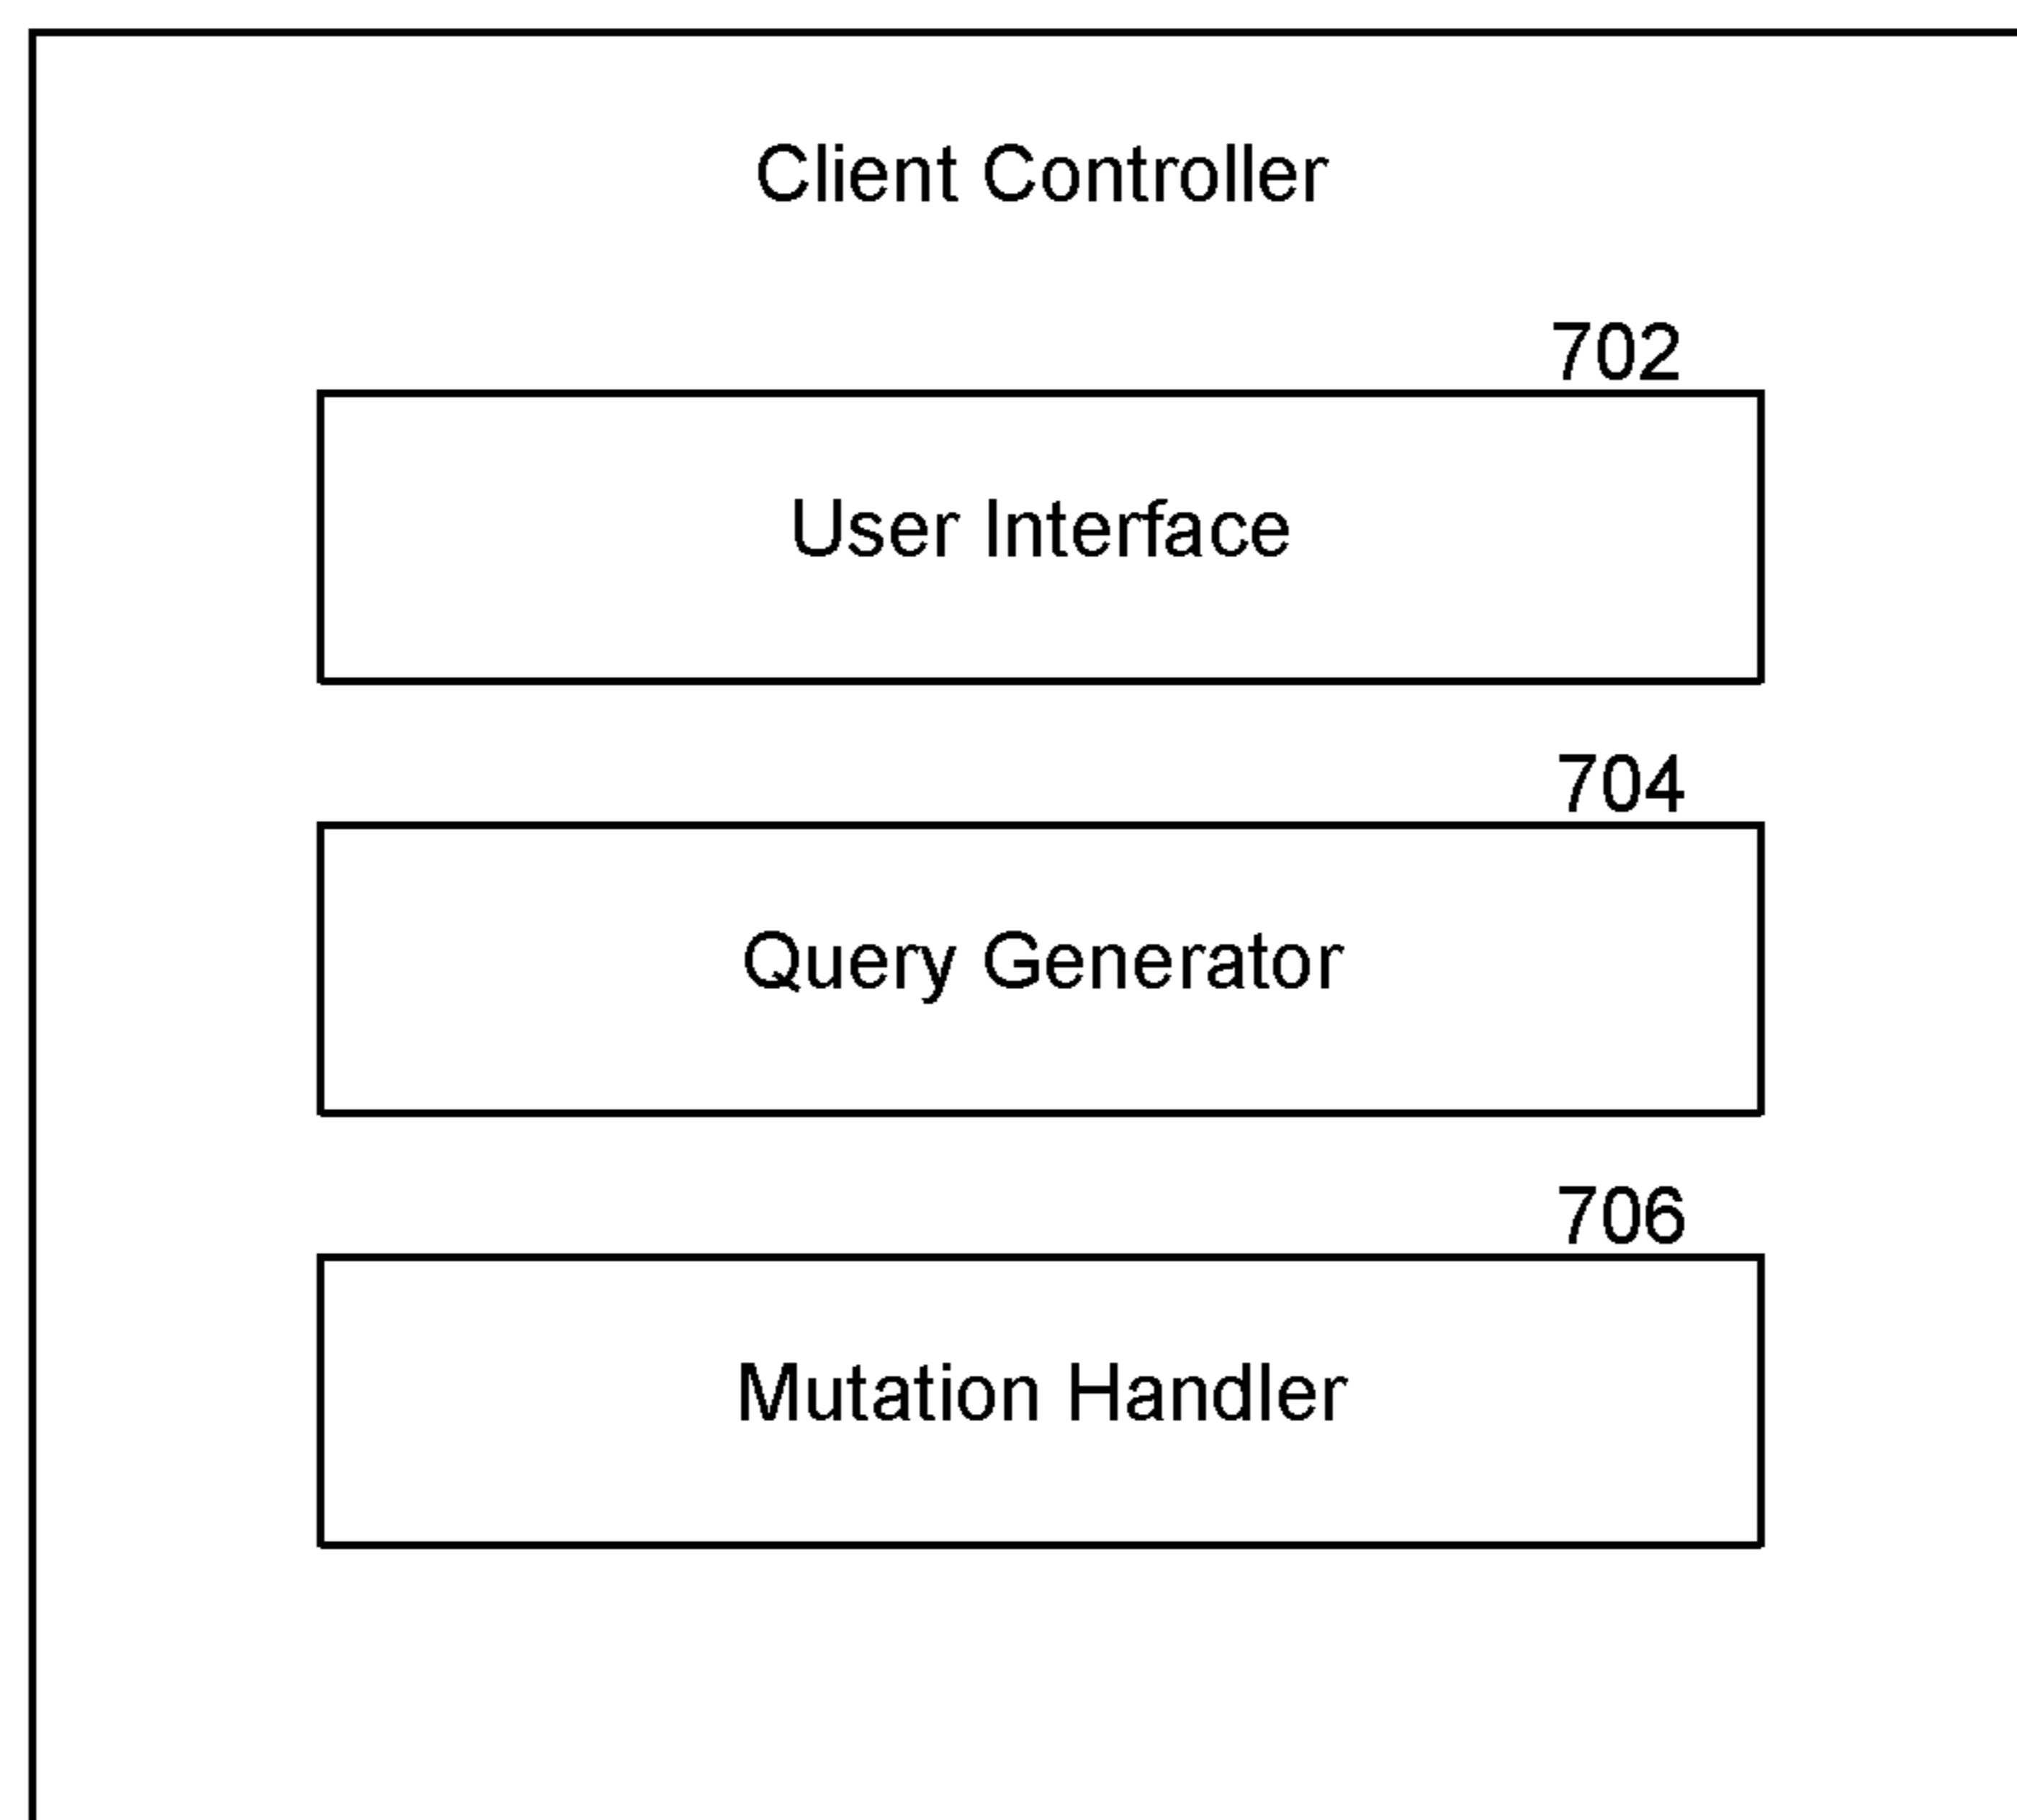 Client Controller
702
User Interface
704
Query Generator
706
Mutation Handler